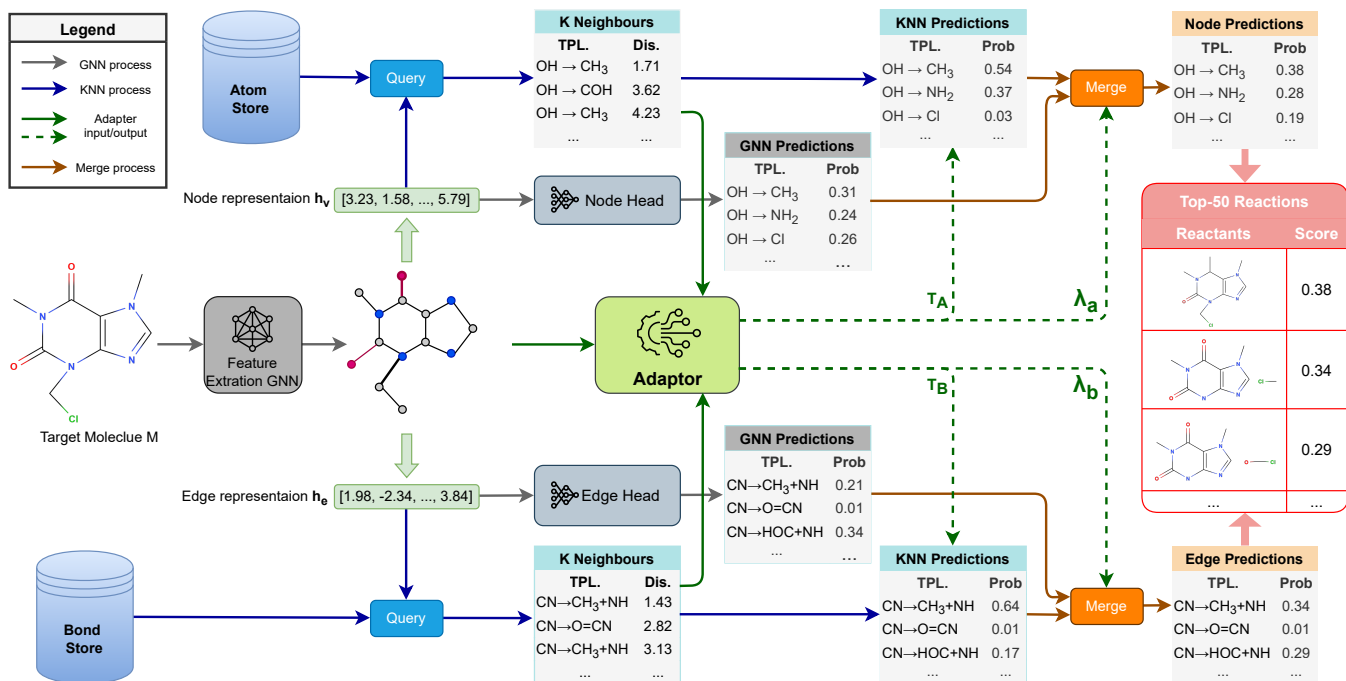 Legend
GNN process
KNN process
Adapter
input/output
Merge process
Atom
Store
Query
K Neighbours
TPL. Dis.
OH → CH3 1.71
OH → COH 3.62
OH → CH3 4.23
... ...
KNN Predictions
TPL. Prob
OH → CH3 0.54
OH → NH2 0.37
OH → Cl 0.03
... ...
Merge
Node Predictions
TPL. Prob
OH → CH3 0.38
OH → NH2 0.28
OH → Cl 0.19
... ...
Node representaion hv
[3.23, 1.58, ..., 5.79]
Node Head
GNN Predictions
TPL. Prob
OH → CH3 0.31
OH → NH2 0.24
OH → Cl 0.26
... ...
O
O
N
N
N
N
Cl
Target Moleclue M
Feature
Extration GNN
Adaptor
TA
λa
TB
λb
Top-50 Reactions
Reactants Score
0.38
0.34
0.29
... ...
Edge representaion he
[1.98, -2.34, ..., 3.84]
Edge Head
GNN Predictions
TPL. Prob
CN→CH3+NH 0.21
CN→O=CN 0.01
CN→HOC+NH 0.34
... ...
Bond
Store
Query
K Neighbours
TPL. Dis.
CN→CH3+NH 1.43
CN→O=CN 2.82
CN→CH3+NH 3.13
... ...
KNN Predictions
TPL. Prob
CN→CH3+NH 0.64
CN→O=CN 0.01
CN→HOC+NH 0.17
... ...
Merge
Edge Predictions
TPL. Prob
CN→CH3+NH 0.34
CN→O=CN 0.01
CN→HOC+NH 0.29
... ...